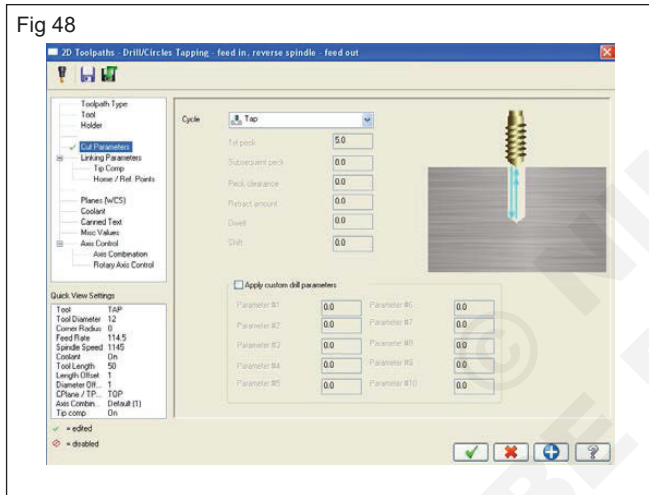 Fig 48
2D Toolpaths - Drill/Circles Tapping - feed in, reverse spindle - feed out
Toolpath Type
Tool
Holder
Cut Parameters
Linking Parameters
Tip Comp
Home / Ref. Points
Planes (WCS)
Coolant
Canned Text
Misc Values
Axis Control
Axis Combination
Rotary Axis Control
Cycle Tap
1st peck 5.0
Subsequent peck 0.0
Peck clearance 0.0
Retract amount 0.0
Dwell 0.0
Shift 0.0
Apply custom drill parameters
Parameter #1 0.0 Parameter #6 0.0
Parameter #2 0.0 Parameter #7 0.0
Parameter #3 0.0 Parameter #8 0.0
Parameter #4 0.0 Parameter #9 0.0
Parameter #5 0.0 Parameter #10 0.0
Quick View Settings
Tool TAP
Tool Diameter 12
Corner Radius 0
Feed Rate 114.5
Spindle Speed 1145
Coolant On
Tool Length 50
Length Offset 1
Diameter Off... 1
CPlane / TP... TOP
Axis Combin... Default (1)
Tip comp On
= edited
= disabled